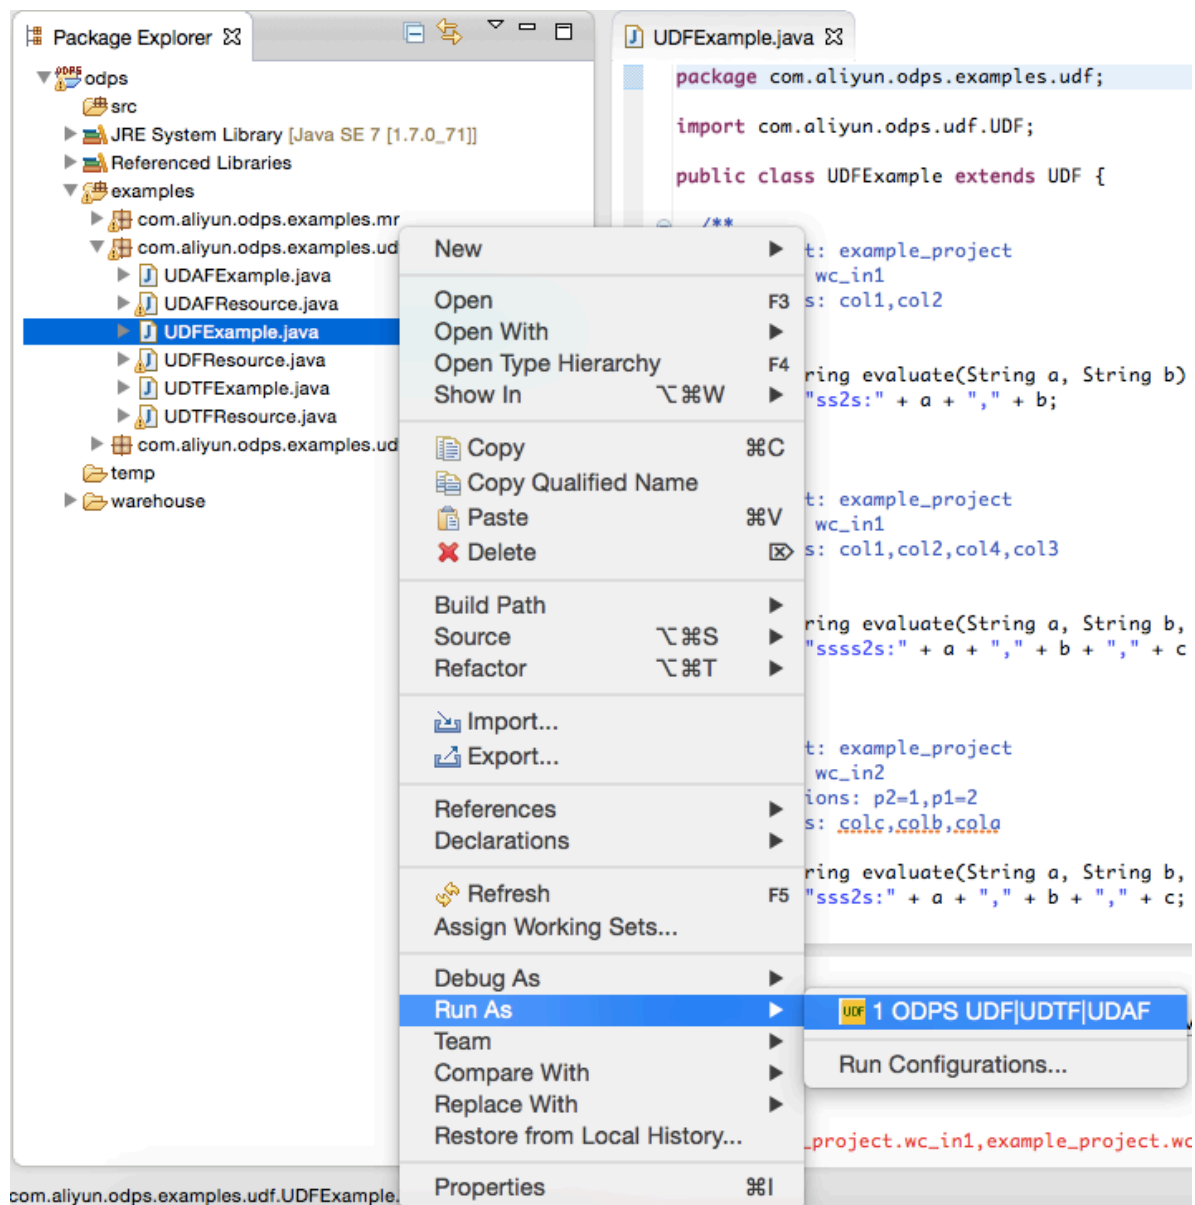 Package Explorer
odps
src
JRE System Library [Java SE 7 [1.7.0_71]]
Referenced Libraries
examples
com.aliyun.odps.examples.mr
com.aliyun.odps.examples.ud
UDAFExample.java
UDAFResource.java
UDFExample.java
UDFResource.java
UDTFExample.java
UDTFResource.java
com.aliyun.odps.examples.ud
temp
warehouse
com.aliyun.odps.examples.udf.UDFExample.
New
Open F3
Open With
Open Type Hierarchy F4
Show In ⌥⌘W
Copy ⌘C
Copy Qualified Name
Paste ⌘V
Delete ⌦
Build Path
Source ⌥⌘S
Refactor ⌥⌘T
Import...
Export...
References
Declarations
Refresh F5
Assign Working Sets...
Debug As
Run As
Team
Compare With
Replace With
Restore from Local History...
Properties ⌘I
UDF 1 ODPS UDF|UDTF|UDAF
Run Configurations...
UDFExample.java
package com.aliyun.odps.examples.udf;
import com.aliyun.odps.udf.UDF;
public class UDFExample extends UDF {
/**
t: example_project
wc_in1
s: col1,col2
ring evaluate(String a, String b)
"ss2s:" + a + "," + b;
t: example_project
wc_in1
s: col1,col2,col4,col3
ring evaluate(String a, String b,
"ssss2s:" + a + "," + b + "," + c
t: example_project
wc_in2
ions: p2=1,p1=2
s: colc,colb,cola
ring evaluate(String a, String b,
"sss2s:" + a + "," + b + "," + c;
_project.wc_in1,example_project.wc